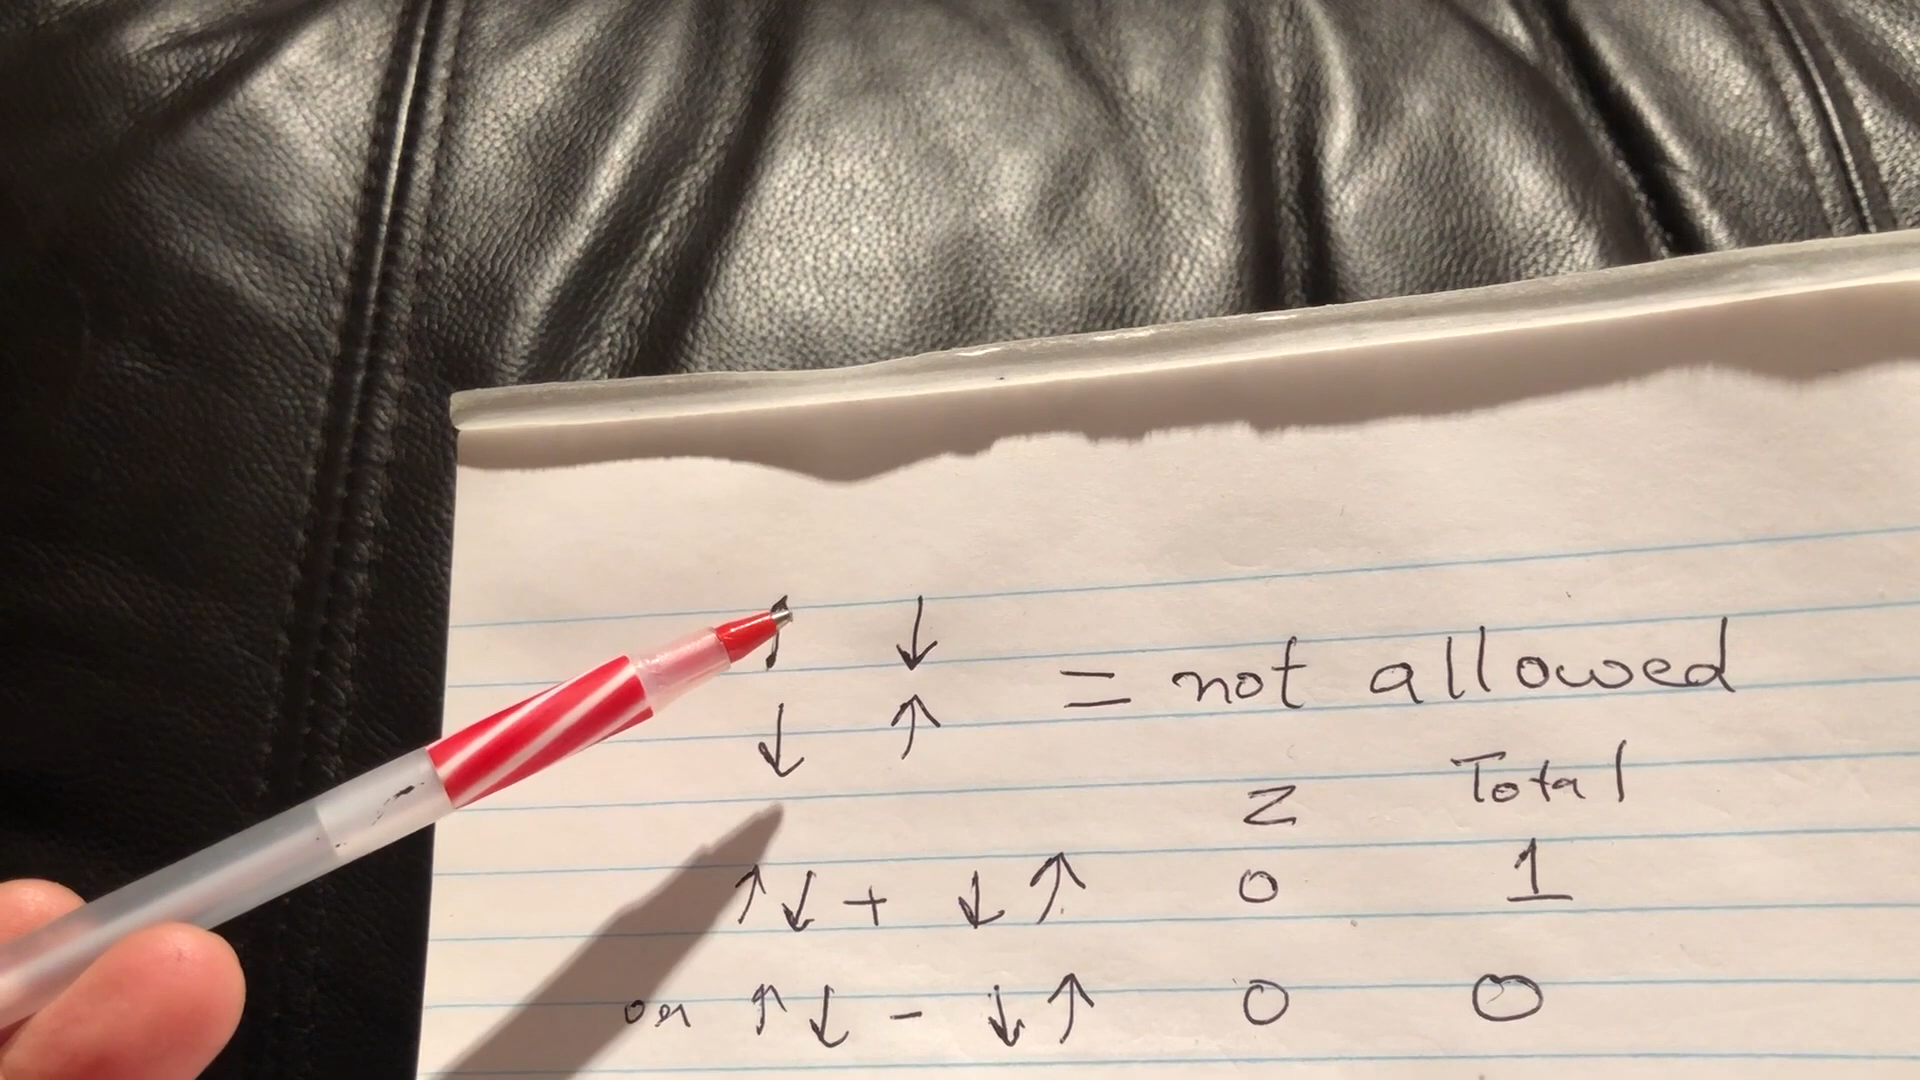 ↑ ↓
↓ ↑ = not allowed
Z Total
↑ ↓ + ↓ ↑ 0 1
or ↑ ↓ - ↓ ↑ 0 0